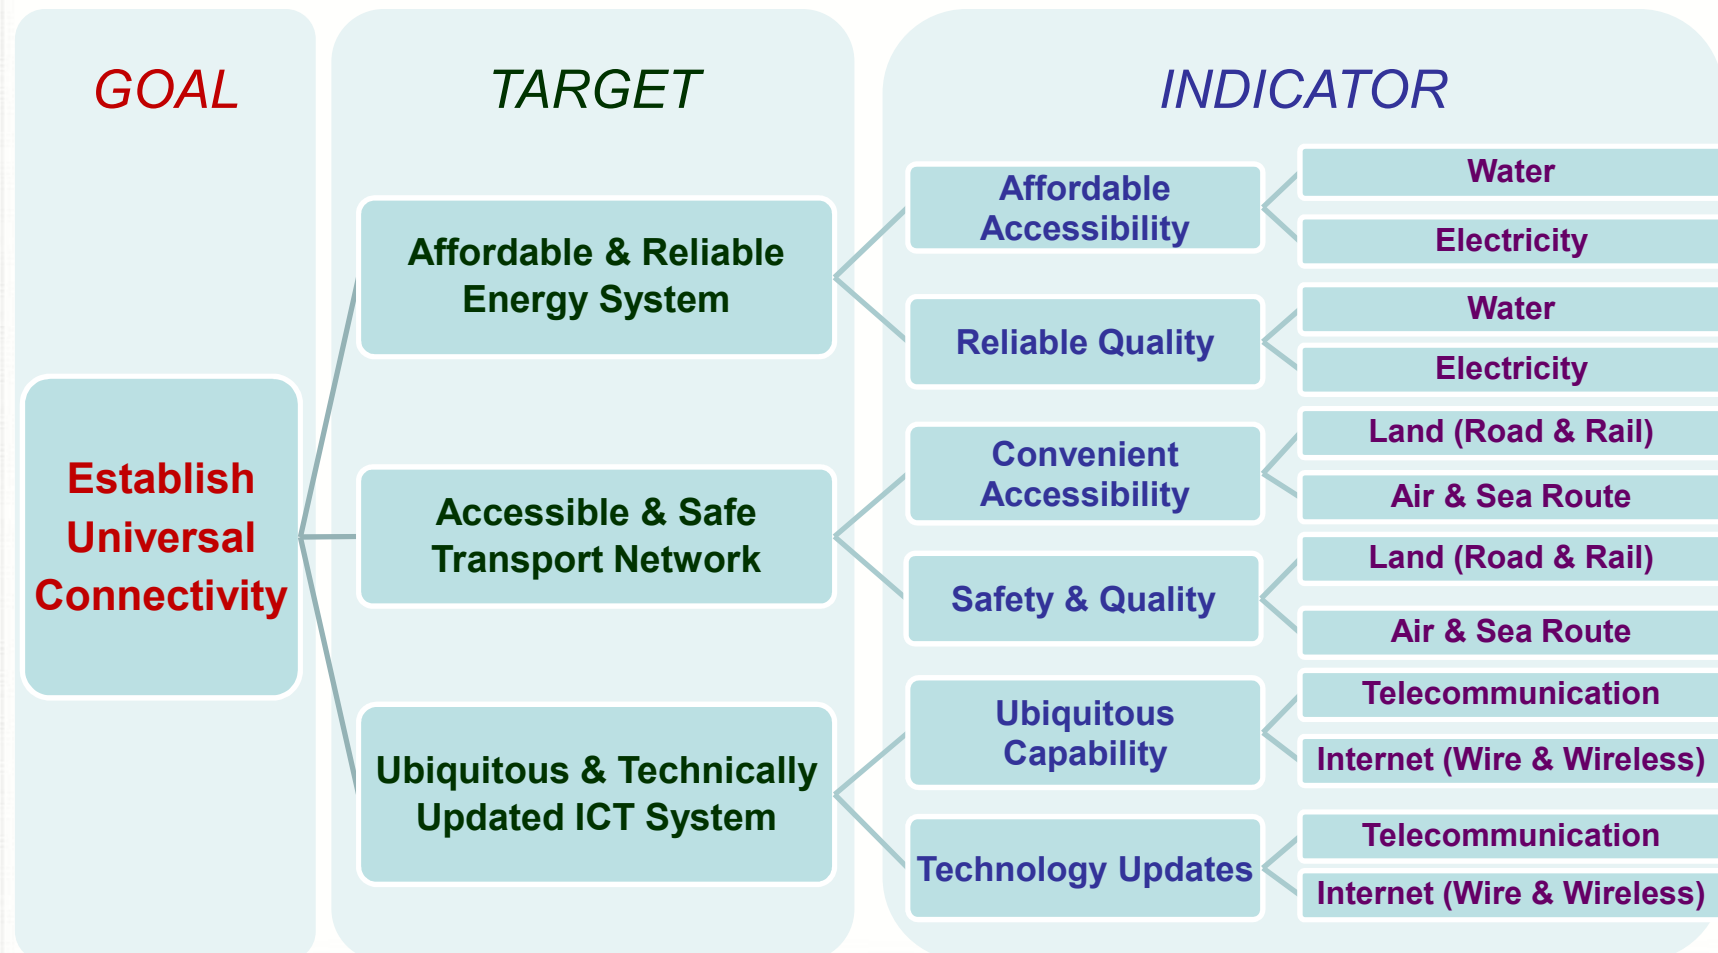 GOAL
TARGET
INDICATOR
Establish
Universal
Connectivity
Affordable & Reliable
Energy System
Affordable
Accessibility
Water
Electricity
Reliable Quality
Water
Electricity
Accessible & Safe
Transport Network
Convenient
Accessibility
Land (Road & Rail)
Air & Sea Route
Safety & Quality
Land (Road & Rail)
Air & Sea Route
Ubiquitous & Technically
Updated ICT System
Ubiquitous
Capability
Telecommunication
Internet (Wire & Wireless)
Technology Updates
Telecommunication
Internet (Wire & Wireless)